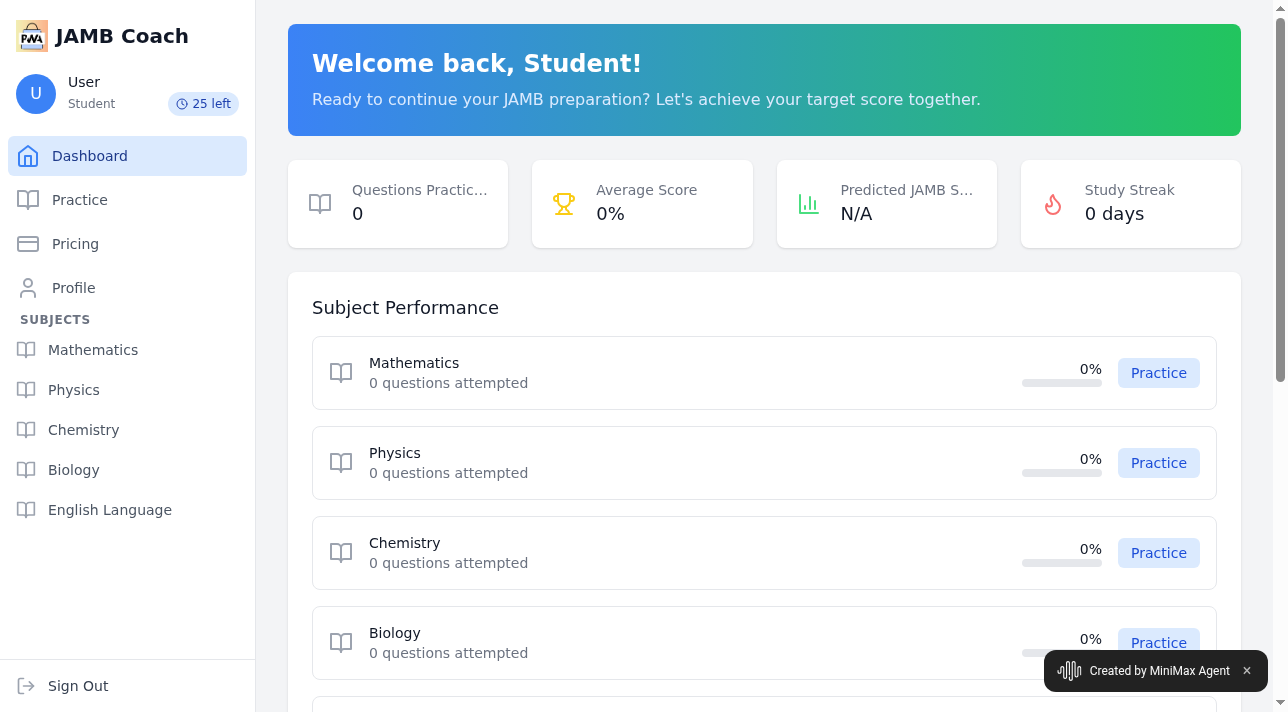 PWA
JAMB Coach
U
User
Student
25 left
Dashboard
Practice
Pricing
Profile
SUBJECTS
Mathematics
Physics
Chemistry
Biology
English Language
Sign Out
Welcome back, Student!
Ready to continue your JAMB preparation? Let's achieve your target score together.
Questions Practic...
0
Average Score
0%
Predicted JAMB S...
N/A
Study Streak
0 days
Subject Performance
Mathematics
0 questions attempted
0%
Practice
Physics
0 questions attempted
0%
Practice
Chemistry
0 questions attempted
0%
Practice
Biology
0 questions attempted
0%
Practice
Created by MiniMax Agent ×